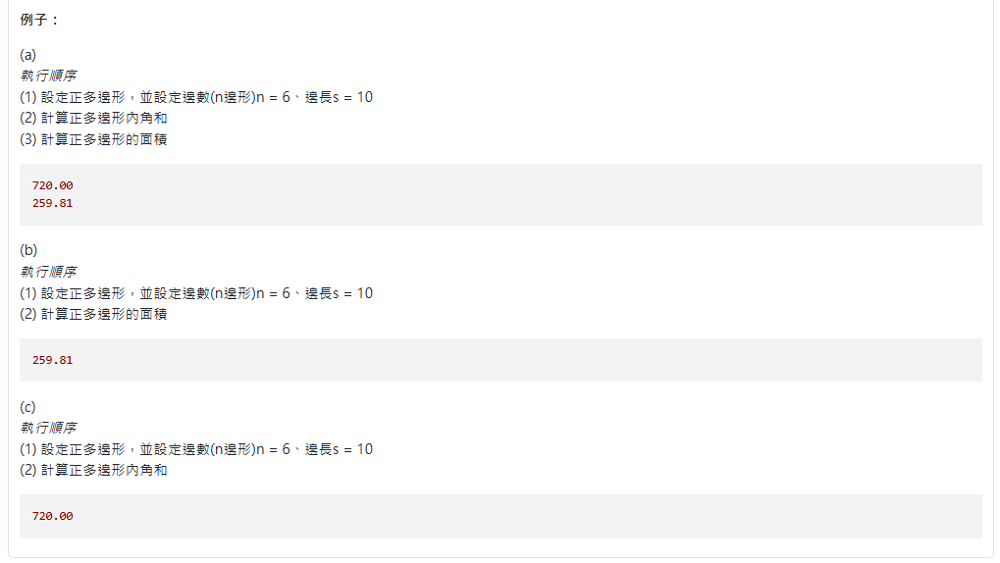 例子：
(a)
執行順序
(1) 設定正多邊形，並設定邊數(n邊形)n = 6、邊長s = 10
(2) 計算正多邊形內角和
(3) 計算正多邊形的面積
720.00
259.81
(b)
執行順序
(1) 設定正多邊形，並設定邊數(n邊形)n = 6、邊長s = 10
(2) 計算正多邊形的面積
259.81
(c)
執行順序
(1) 設定正多邊形，並設定邊數(n邊形)n = 6、邊長s = 10
(2) 計算正多邊形內角和
720.00